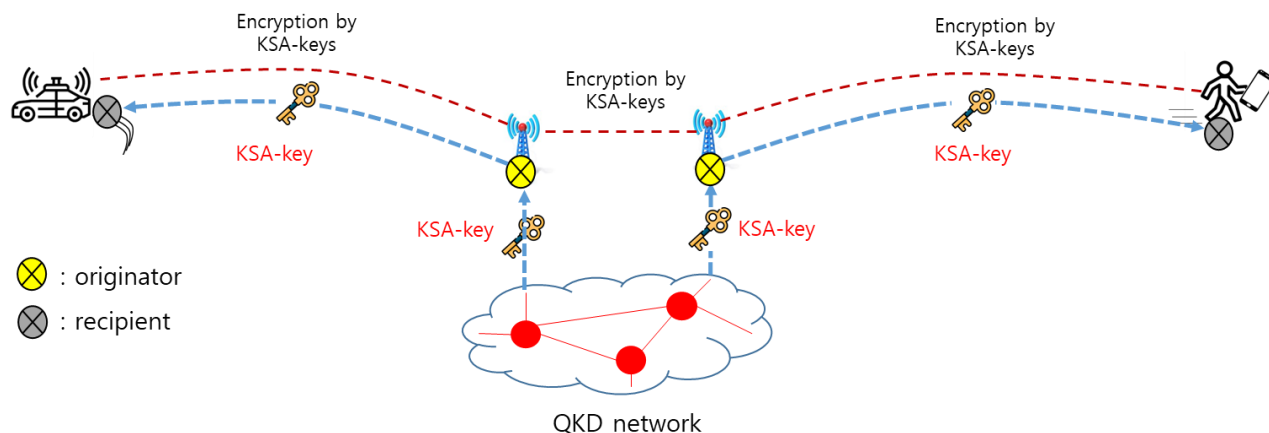 Encryption by
KSA-keys
Encryption by
KSA-keys
Encryption by
KSA-keys
KSA-key
KSA-key
KSA-key
KSA-key
: originator
: recipient
QKD network